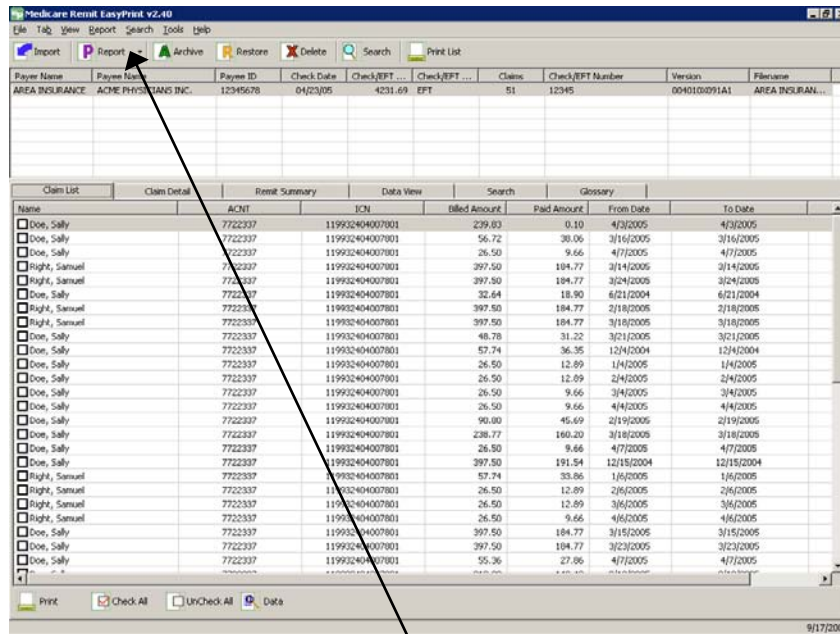 Medicare Remit EasyPrint v2.40
File Tab View Report Search Tools Help
Import Report Archive Restore Delete Search Print List
Payer Name Payee Name Payee ID Check Date Check/EFT ... Check/EFT ... Claims Check/EFT Number Version Filename
AREA INSURANCE ACME PHYSICIANS INC. 12345678 04/23/05 4231.69 EFT 51 12345 004010X091A1 AREA INSURAN...
Claim List Claim Detail Remit Summary Data View Search Glossary
Name ACNT ICN Billed Amount Paid Amount From Date To Date
Doe, Sally 7722337 119932404007801 239.83 0.10 4/3/2005 4/3/2005
Doe, Sally 7722337 119932404007801 56.72 38.06 3/16/2005 3/16/2005
Doe, Sally 7722337 119932404007801 26.50 9.66 4/7/2005 4/7/2005
Right, Samuel 7722337 119932404007801 397.50 184.77 3/14/2005 3/14/2005
Right, Samuel 7722337 119932404007801 397.50 184.77 3/24/2005 3/24/2005
Doe, Sally 7722337 119932404007801 32.64 18.90 6/21/2004 6/21/2004
Right, Samuel 7722337 119932404007801 397.50 184.77 2/18/2005 2/18/2005
Right, Samuel 7722337 119932404007801 397.50 184.77 3/18/2005 3/18/2005
Doe, Sally 7722337 119932404007801 48.78 31.22 3/21/2005 3/21/2005
Doe, Sally 7722337 119932404007801 57.74 36.35 12/4/2004 12/4/2004
Doe, Sally 7722337 119932404007801 26.50 12.89 1/4/2005 1/4/2005
Doe, Sally 7722337 119932404007801 26.50 12.89 2/4/2005 2/4/2005
Doe, Sally 7722337 119932404007801 26.50 9.66 3/4/2005 3/4/2005
Doe, Sally 7722337 119932404007801 26.50 9.66 4/4/2005 4/4/2005
Doe, Sally 7722337 119932404007801 90.00 45.69 2/19/2005 2/19/2005
Doe, Sally 7722337 119932404007801 238.77 160.20 3/18/2005 3/18/2005
Doe, Sally 7722337 119932404007801 26.50 9.66 4/7/2005 4/7/2005
Doe, Sally 7722337 119932404007801 397.50 191.54 12/15/2004 12/15/2004
Right, Samuel 7722337 119932404007801 57.74 33.86 1/6/2005 1/6/2005
Right, Samuel 7722337 119932404007801 26.50 12.89 2/6/2005 2/6/2005
Right, Samuel 7722337 119932404007801 26.50 12.89 3/6/2005 3/6/2005
Right, Samuel 7722337 119932404007801 26.50 9.66 4/6/2005 4/6/2005
Doe, Sally 7722337 119932404007801 397.50 184.77 3/15/2005 3/15/2005
Doe, Sally 7722337 119932404007801 397.50 184.77 3/23/2005 3/23/2005
Doe, Sally 7722337 119932404007801 55.36 27.86 4/7/2005 4/7/2005
Print Check All UnCheck All Data
9/17/200